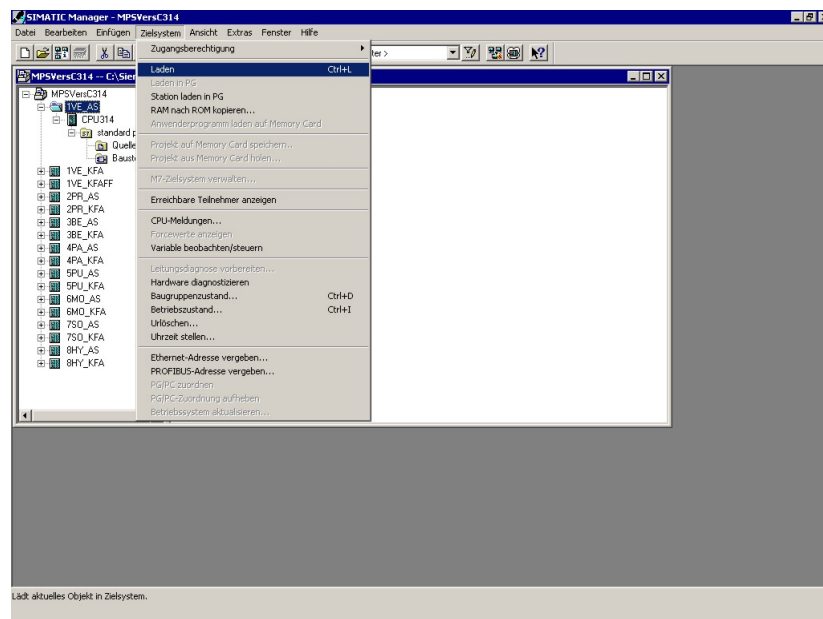 SIMATIC Manager - MPSVersC314
Datei Bearbeiten Einfügen Zielsystem Ansicht Extras Fenster Hilfe
Zugangsberechtigung
Laden Ctrl+L
Laden in PG
Station laden in PG
RAM nach ROM kopieren...
Anwenderprogramm laden auf Memory Card
Projekt auf Memory Card speichern...
Projekt aus Memory Card holen...
M7-Zielsystem verwalten...
Erreichbare Teilnehmer anzeigen
CPU-Meldungen...
Forcewerte anzeigen
Variable beobachten/steuern
Leitungsdiagnose vorbereiten...
Hardware diagnostizieren
Baugruppenzustand... Ctrl+D
Betriebszustand... Ctrl+I
Urlöschen...
Uhrzeit stellen...
Ethernet-Adresse vergeben...
PROFIBUS-Adresse vergeben...
PG/PC zuordnen
PG/PC-Zuordnung aufheben
Betriebssystem aktualisieren...
ter >
MPSVersC314 -- C:\Sier
MPSVersC314
1VE_AS
CPU314
standard p
Quelle
Baust
1VE_KFA
1VE_KFAFF
2PR_AS
2PR_KFA
3BE_AS
3BE_KFA
4PA_AS
4PA_KFA
5PU_AS
5PU_KFA
6MO_AS
6MO_KFA
7SO_AS
7SO_KFA
8HY_AS
8HY_KFA
Lädt aktuelles Objekt in Zielsystem.